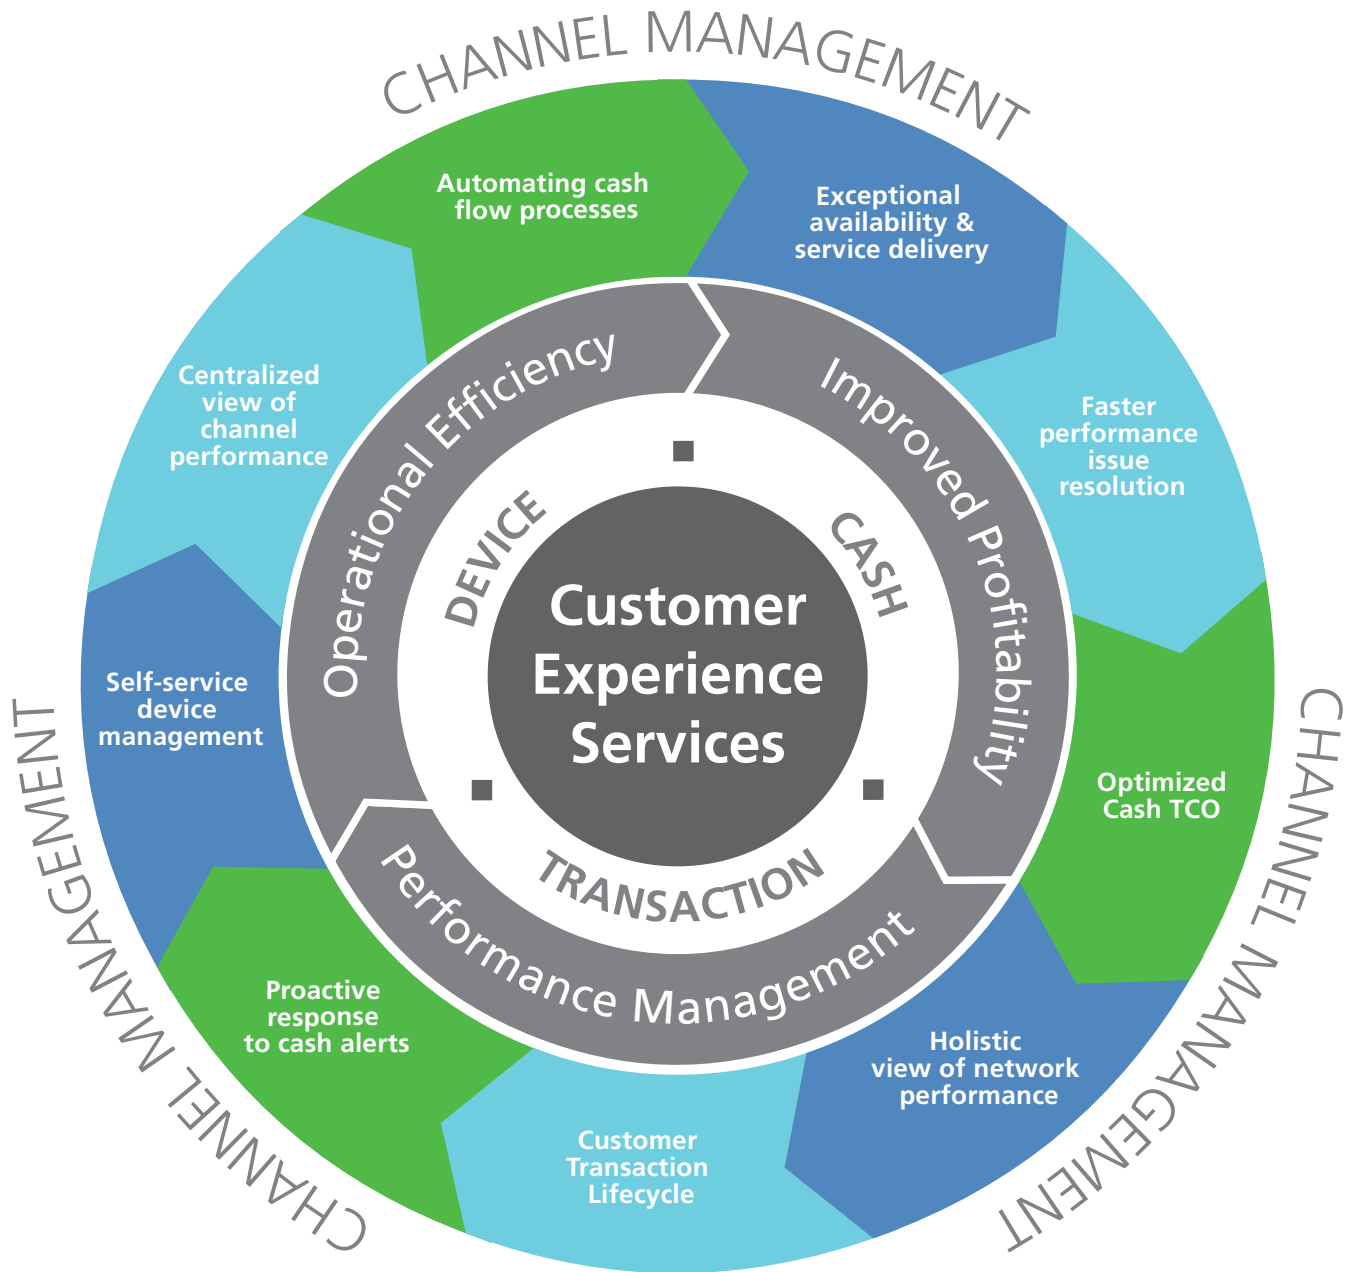 CHANNEL MANAGEMENT
Automating cash
flow processes
Exceptional
availability &
service delivery
Faster
performance
issue
resolution
Optimized
Cash TCO
Holistic
view of network
performance
Customer
Transaction
Lifecycle
Proactive
response
to cash alerts
Self-service
device
management
Centralized
view of
channel
performance
Operational Efficiency
Improved Profitability
Performance Management
DEVICE
CASH
TRANSACTION
Customer
Experience
Services
CHANNEL MANAGEMENT
CHANNEL MANAGEMENT